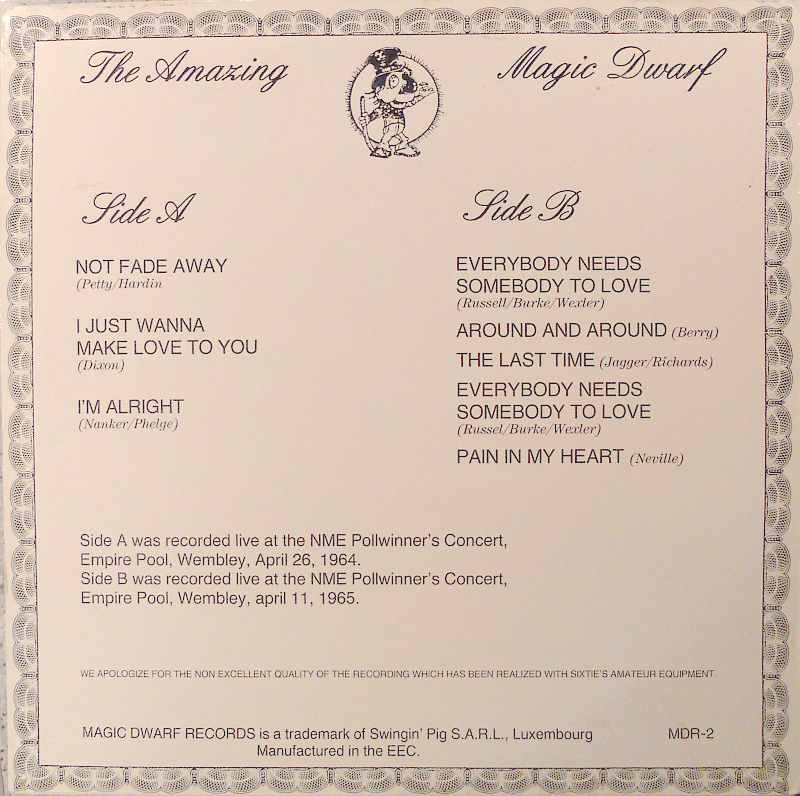 The Amazing Magic Dwarf
Side A
NOT FADE AWAY
(Petty/Hardin
I JUST WANNA
MAKE LOVE TO YOU
(Dixon)
I'M ALRIGHT
(Nanker/Phelge)
Side B
EVERYBODY NEEDS
SOMEBODY TO LOVE
(Russell/Burke/Wexler)
AROUND AND AROUND (Berry)
THE LAST TIME (Jagger/Richards)
EVERYBODY NEEDS
SOMEBODY TO LOVE
(Russel/Burke/Wexler)
PAIN IN MY HEART (Neville)
Side A was recorded live at the NME Pollwinner's Concert,
Empire Pool, Wembley, April 26, 1964.
Side B was recorded live at the NME Pollwinner's Concert,
Empire Pool, Wembley, april 11, 1965.
WE APOLOGIZE FOR THE NON EXCELLENT QUALITY OF THE RECORDING WHICH HAS BEEN REALIZED WITH SIXTIE'S AMATEUR EQUIPMENT.
MAGIC DWARF RECORDS is a trademark of Swingin' Pig S.A.R.L., Luxembourg MDR-2
Manufactured in the EEC.